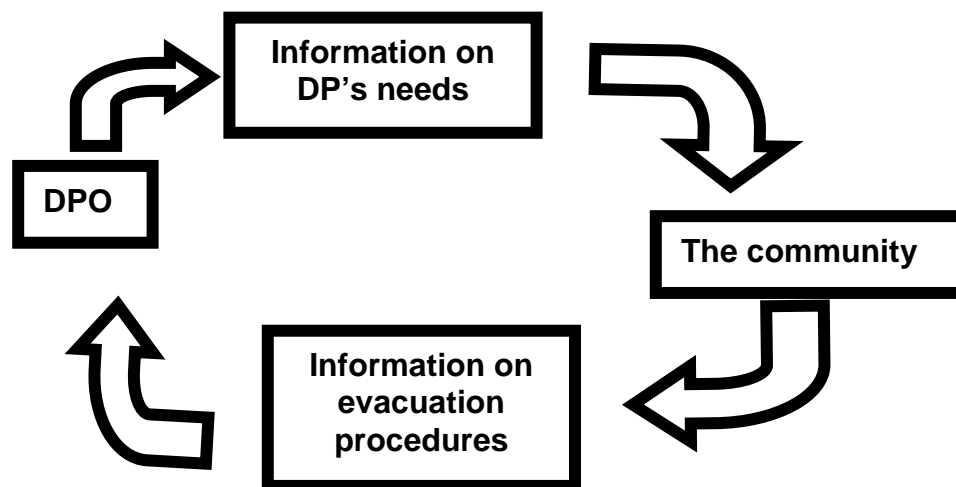 Information on
DP's needs
DPO
The community
Information on
evacuation
procedures